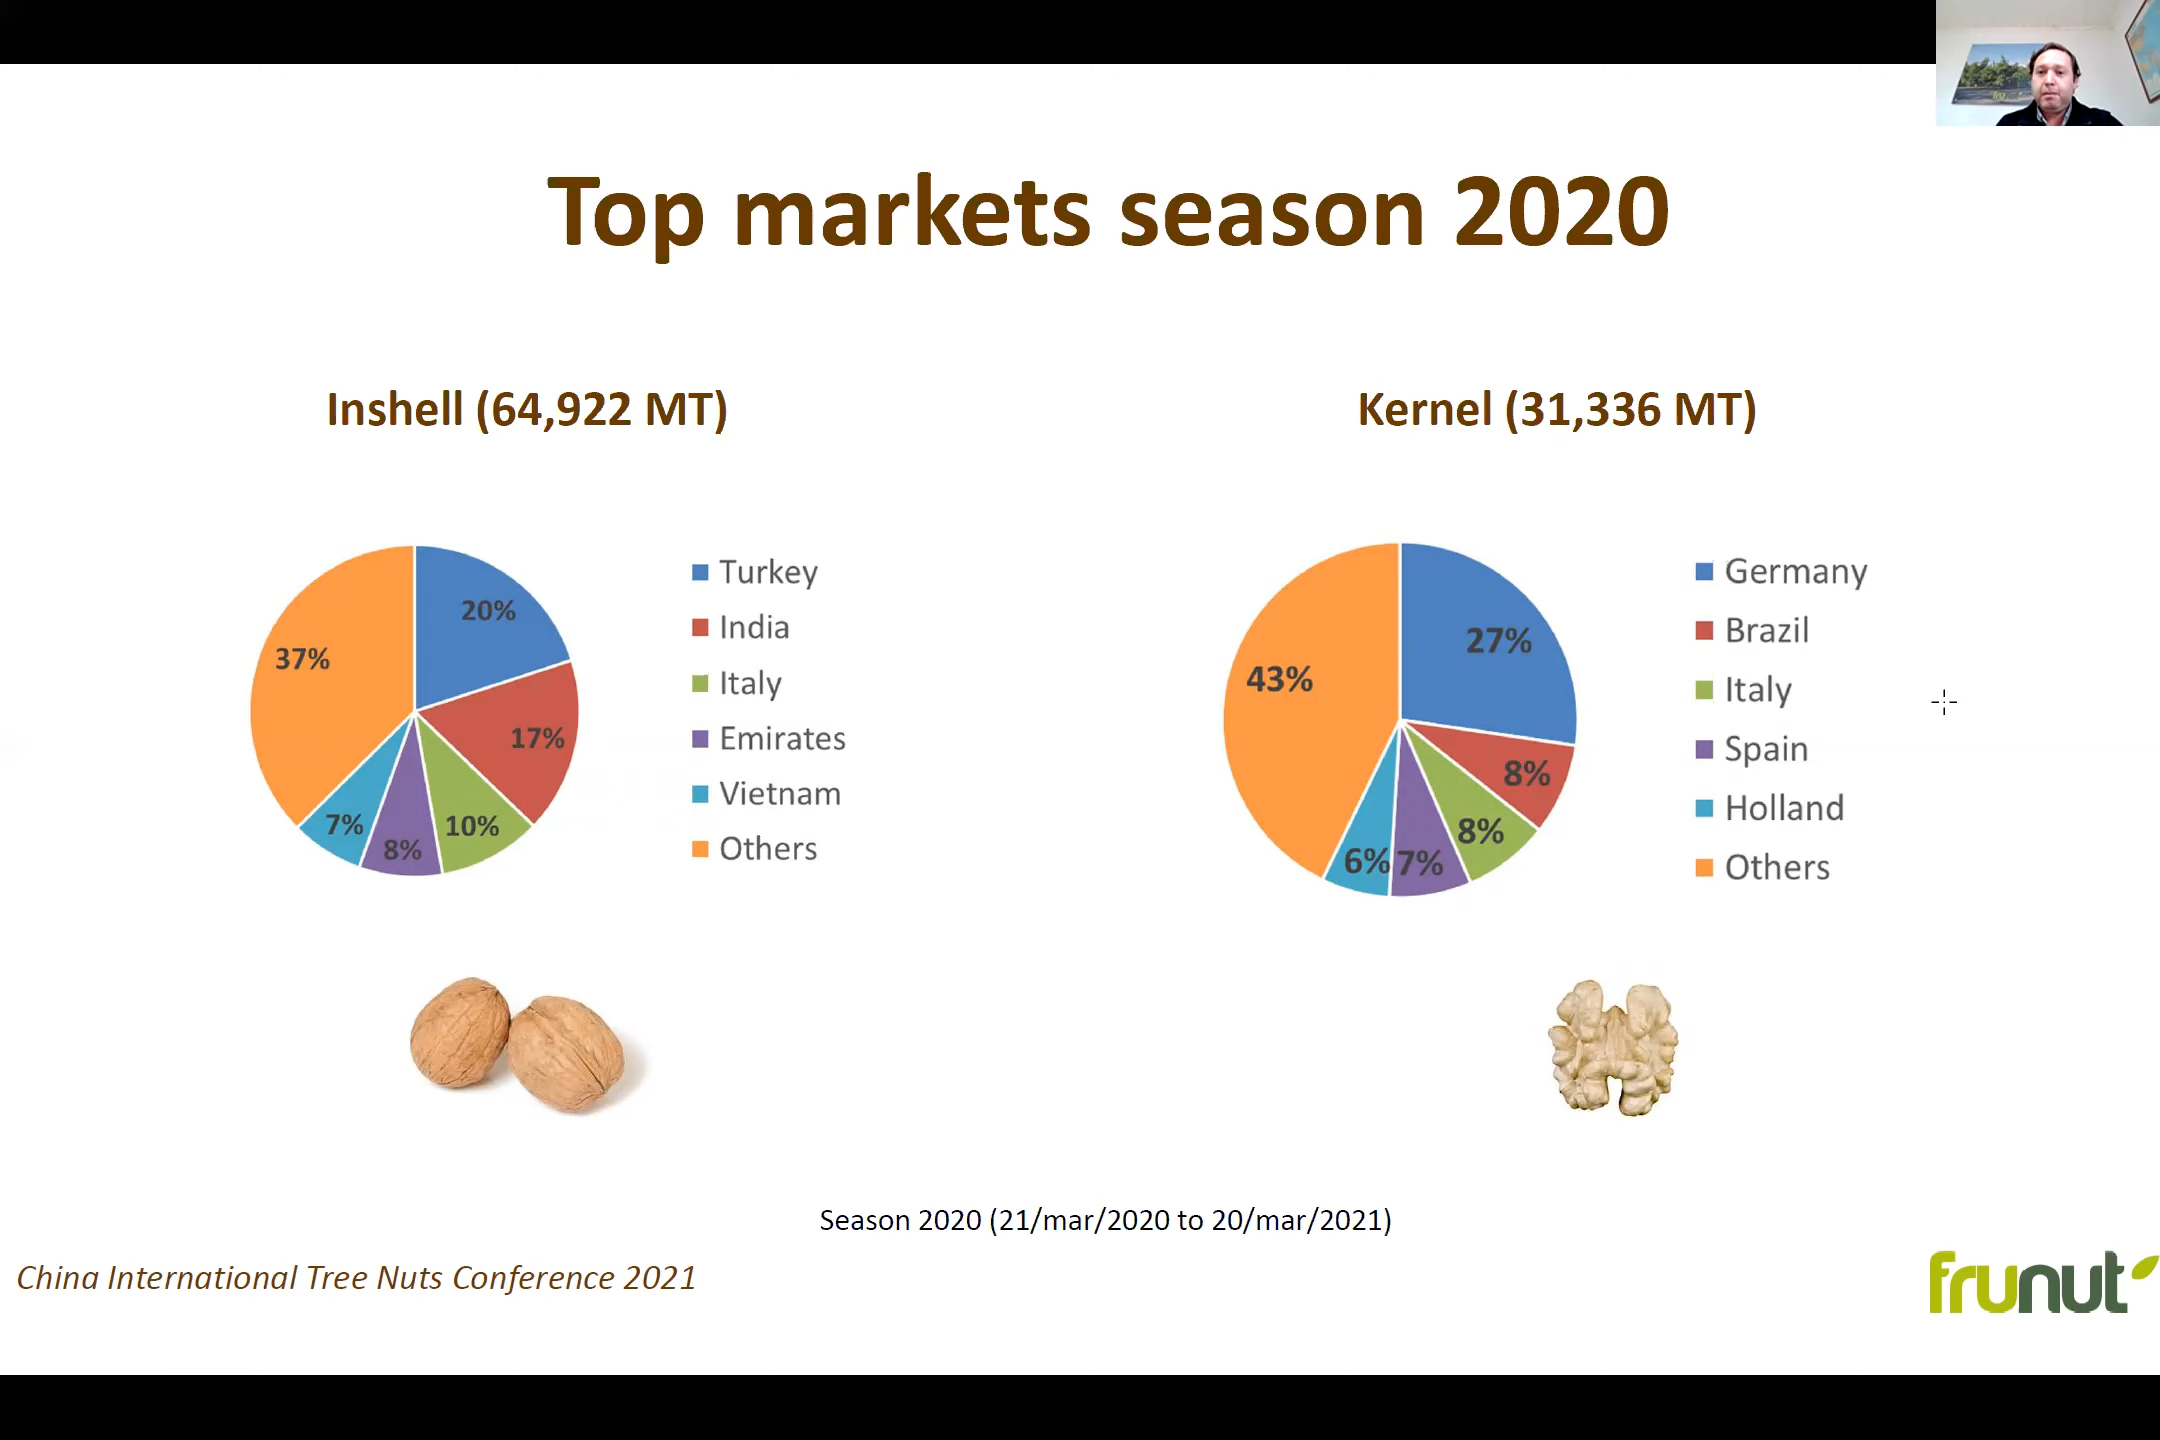 Top markets season 2020
Inshell (64,922 MT)
20%
17%
10%
8%
7%
37%
Turkey
India
Italy
Emirates
Vietnam
Others
Kernel (31,336 MT)
27%
8%
8%
7%
6%
43%
Germany
Brazil
Italy
Spain
Holland
Others
Season 2020 (21/mar/2020 to 20/mar/2021)
China International Tree Nuts Conference 2021
frunut